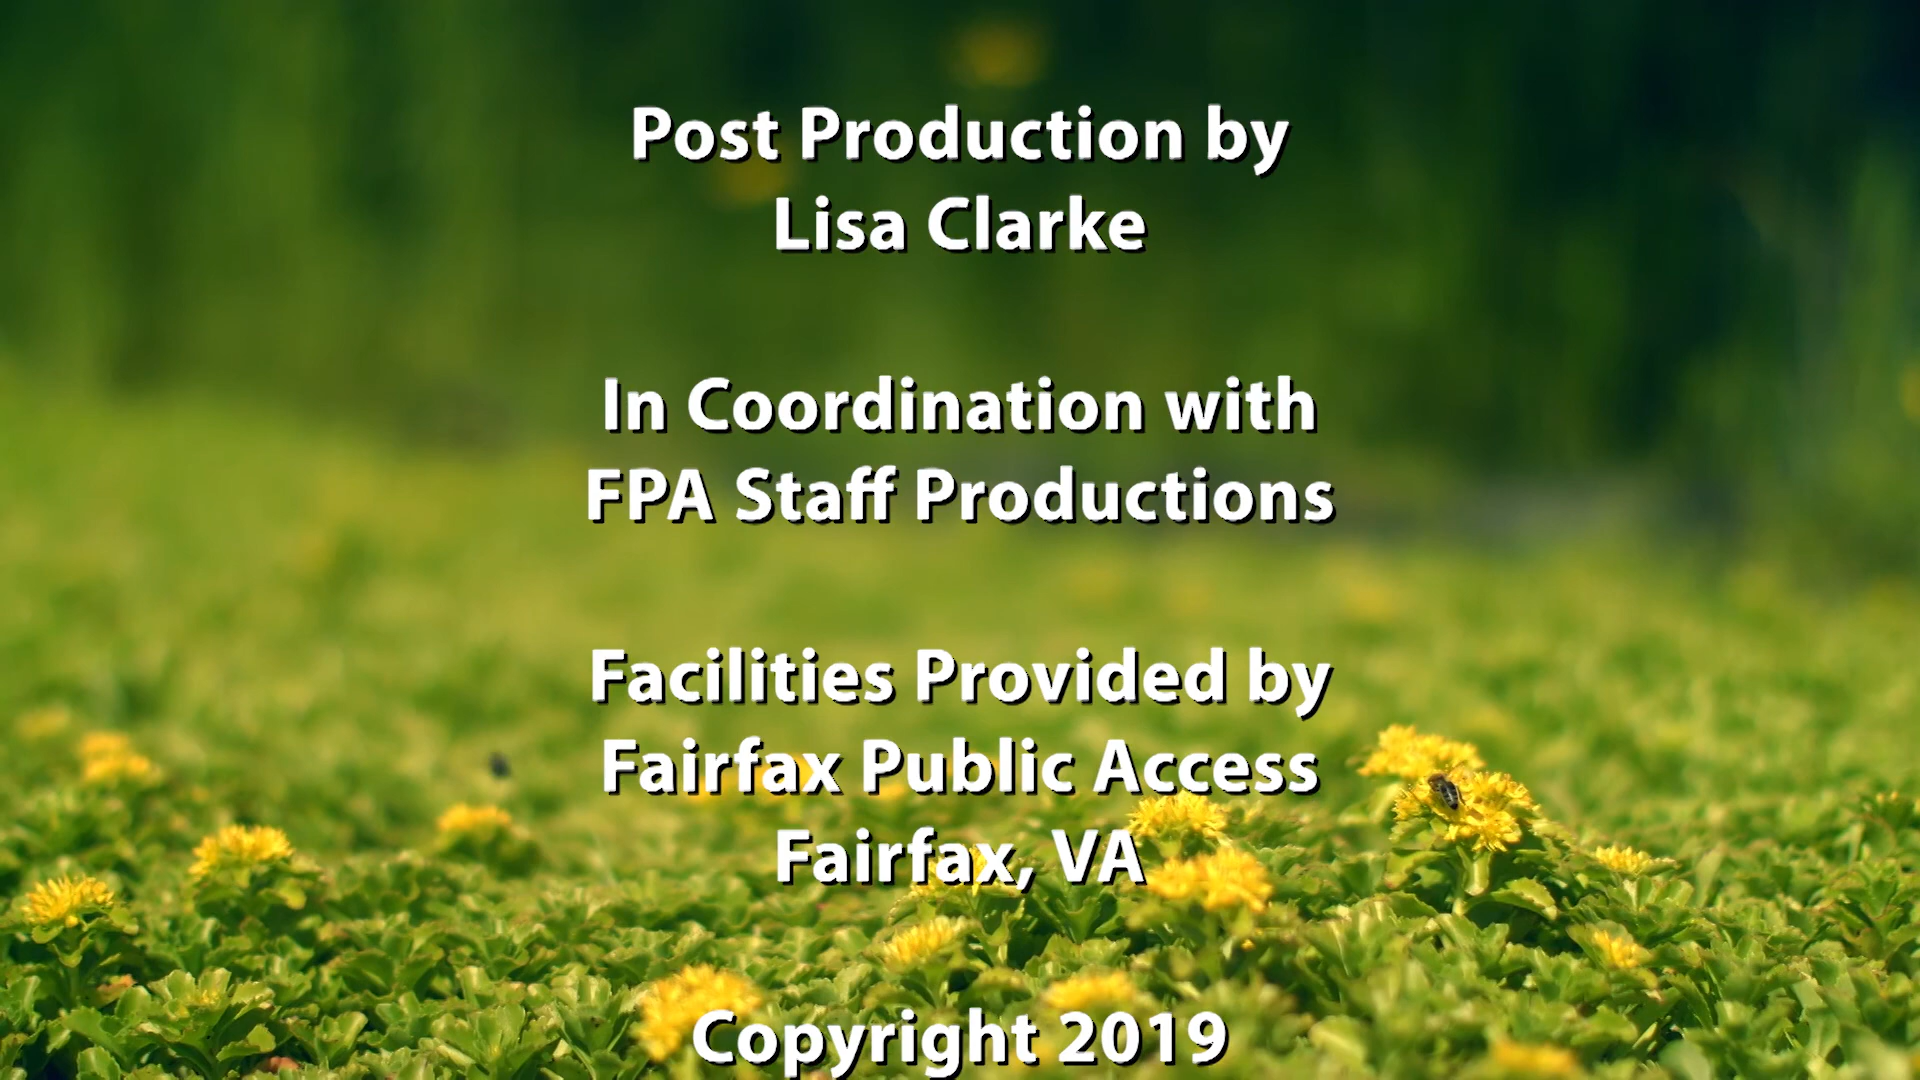 Post Production by
Lisa Clarke
In Coordination with
FPA Staff Productions
Facilities Provided by
Fairfax Public Access
Fairfax, VA
Copyright 2019